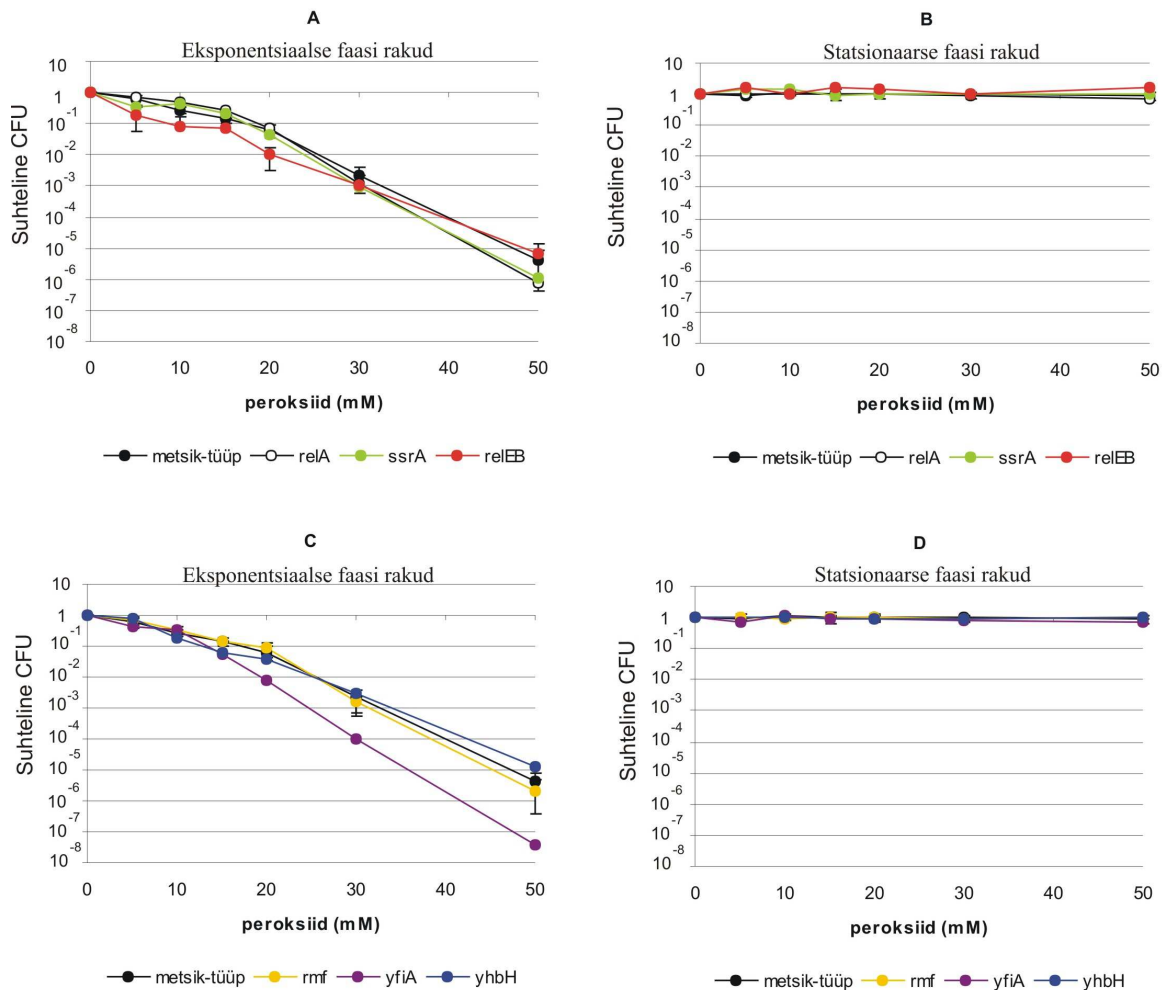 A
Eksponentsiaalse faasi rakud
10
1
10 -1
10 -2
10 -3
10 -4
10 -5
10 -6
10 -7
10 -8
Suhteline CFU
0 10 20 30 40 50
peroksiid (mM)
metsik-tüüp relA ssrA relEB
B
Statsionaarse faasi rakud
10
1
10 -1
10 -2
10 -3
10 -4
10 -5
10 -6
10 -7
10 -8
Suhteline CFU
0 10 20 30 40 50
peroksiid (mM)
metsik-tüüp relA ssrA relEB
C
Eksponentsiaalse faasi rakud
10
1
10 -1
10 -2
10 -3
10 -4
10 -5
10 -6
10 -7
10 -8
Suhteline CFU
0 10 20 30 40 50
peroksiid (mM)
metsik-tüüp rmf yfiA yhbH
D
Statsionaarse faasi rakud
10
1
10 -1
10 -2
10 -3
10 -4
10 -5
10 -6
10 -7
10 -8
Suhteline CFU
0 10 20 30 40 50
peroksiid (mM)
metsik-tüüp rmf yfiA yhbH